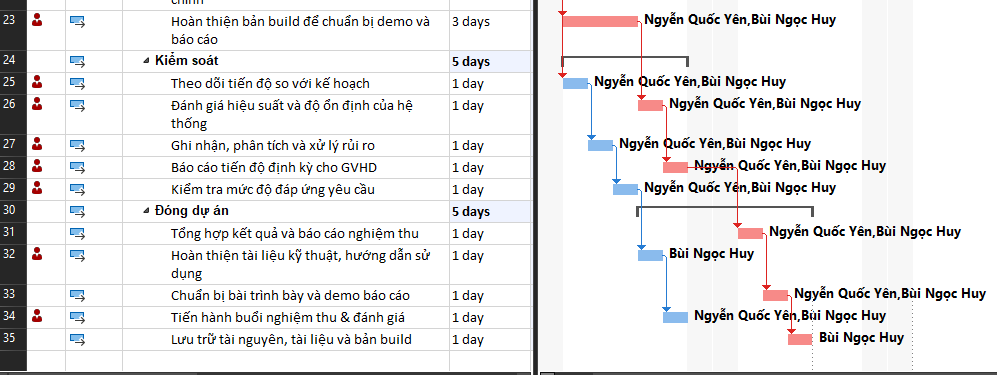 chỉnh
23 Hoàn thiện bản build để chuẩn bị demo và 3 days Ngyễn Quốc Yên,Bùi Ngọc Huy
báo cáo
24 Kiểm soát 5 days
25 Theo dõi tiến độ so với kế hoạch 1 day Ngyễn Quốc Yên,Bùi Ngọc Huy
26 Đánh giá hiệu suất và độ ổn định của hệ 1 day Ngyễn Quốc Yên,Bùi Ngọc Huy
thống
27 Ghi nhận, phân tích và xử lý rủi ro 1 day Ngyễn Quốc Yên,Bùi Ngọc Huy
28 Báo cáo tiến độ định kỳ cho GVHD 1 day Ngyễn Quốc Yên,Bùi Ngọc Huy
29 Kiểm tra mức độ đáp ứng yêu cầu 1 day Ngyễn Quốc Yên,Bùi Ngọc Huy
30 Đóng dự án 5 days
31 Tổng hợp kết quả và báo cáo nghiệm thu 1 day Ngyễn Quốc Yên,Bùi Ngọc Huy
32 Hoàn thiện tài liệu kỹ thuật, hướng dẫn sử 1 day Bùi Ngọc Huy
dụng
33 Chuẩn bị bài trình bày và demo báo cáo 1 day Ngyễn Quốc Yên,Bùi Ngọc Huy
34 Tiến hành buổi nghiệm thu & đánh giá 1 day Ngyễn Quốc Yên,Bùi Ngọc Huy
35 Lưu trữ tài nguyên, tài liệu và bản build 1 day Bùi Ngọc Huy